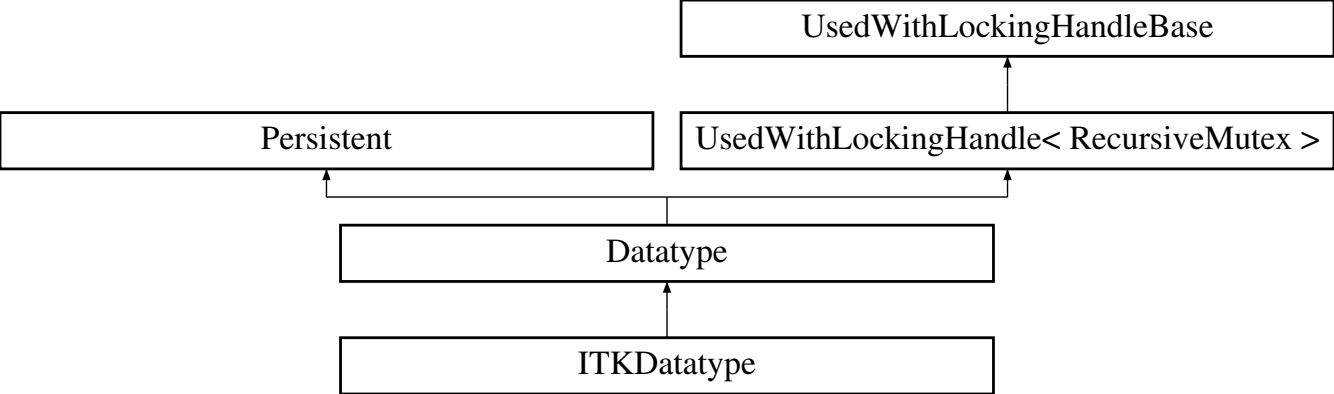 UsedWithLockingHandleBase
Persistent
UsedWithLockingHandle< RecursiveMutex >
Datatype
ITKDatatype